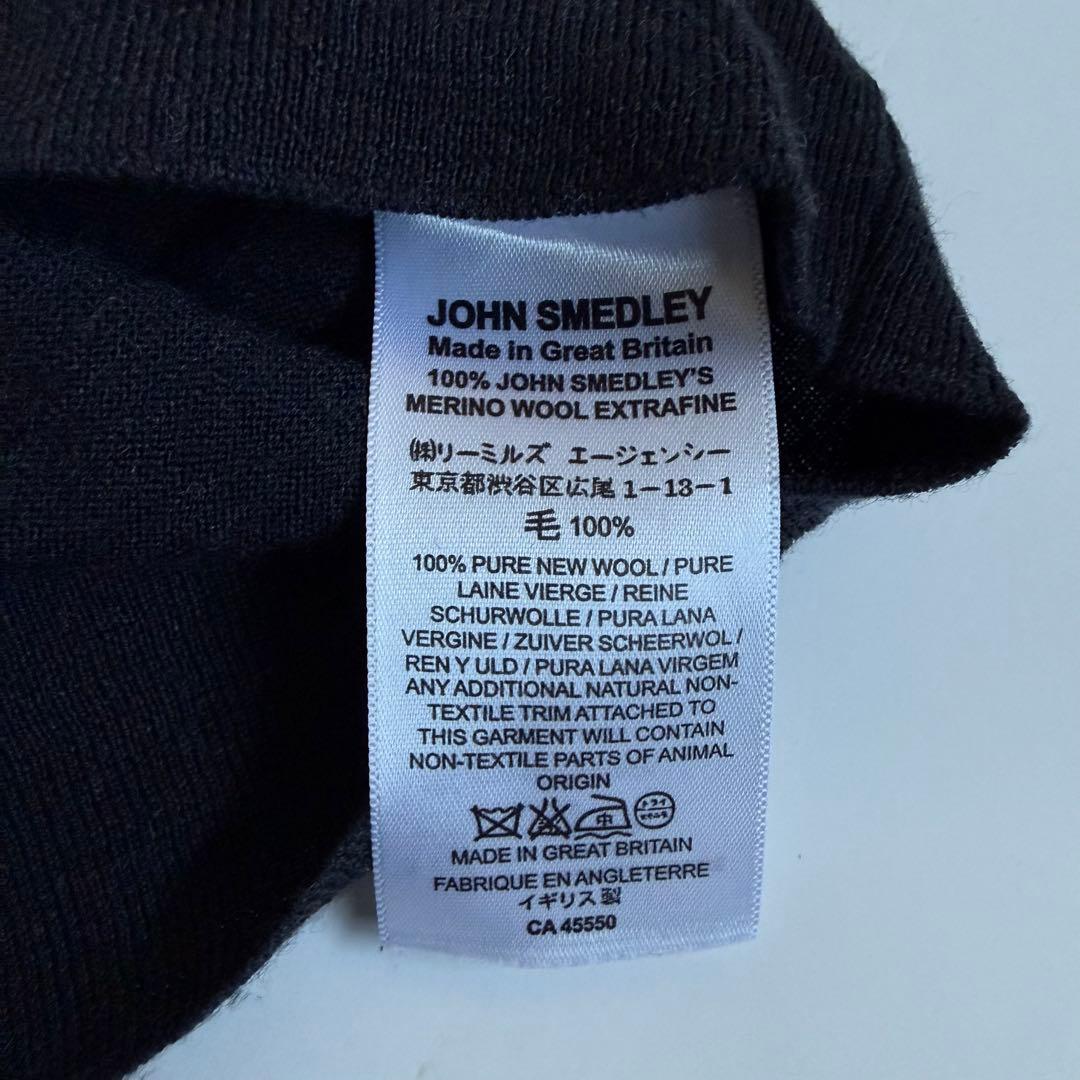 JOHN SMEDLEY
Made in Great Britain
100% JOHN SMEDLEY'S
MERINO WOOL EXTRAFINE
㈱リーミルズ エージェンシー
東京都渋谷区広尾1-13-1
毛 100%
100% PURE NEW WOOL / PURE
LAINE VIERGE / REINE
SCHURWOLLE / PURA LANA
VERGINE / ZUIVER SCHEERWOL /
REN Y ULD / PURA LANA VIRGEM
ANY ADDITIONAL NATURAL NON-
TEXTILE TRIM ATTACHED TO
THIS GARMENT WILL CONTAIN
NON-TEXTILE PARTS OF ANIMAL
ORIGIN
中 ドライ
MADE IN GREAT BRITAIN
FABRIQUE EN ANGLETERRE
イギリス製
CA 45550